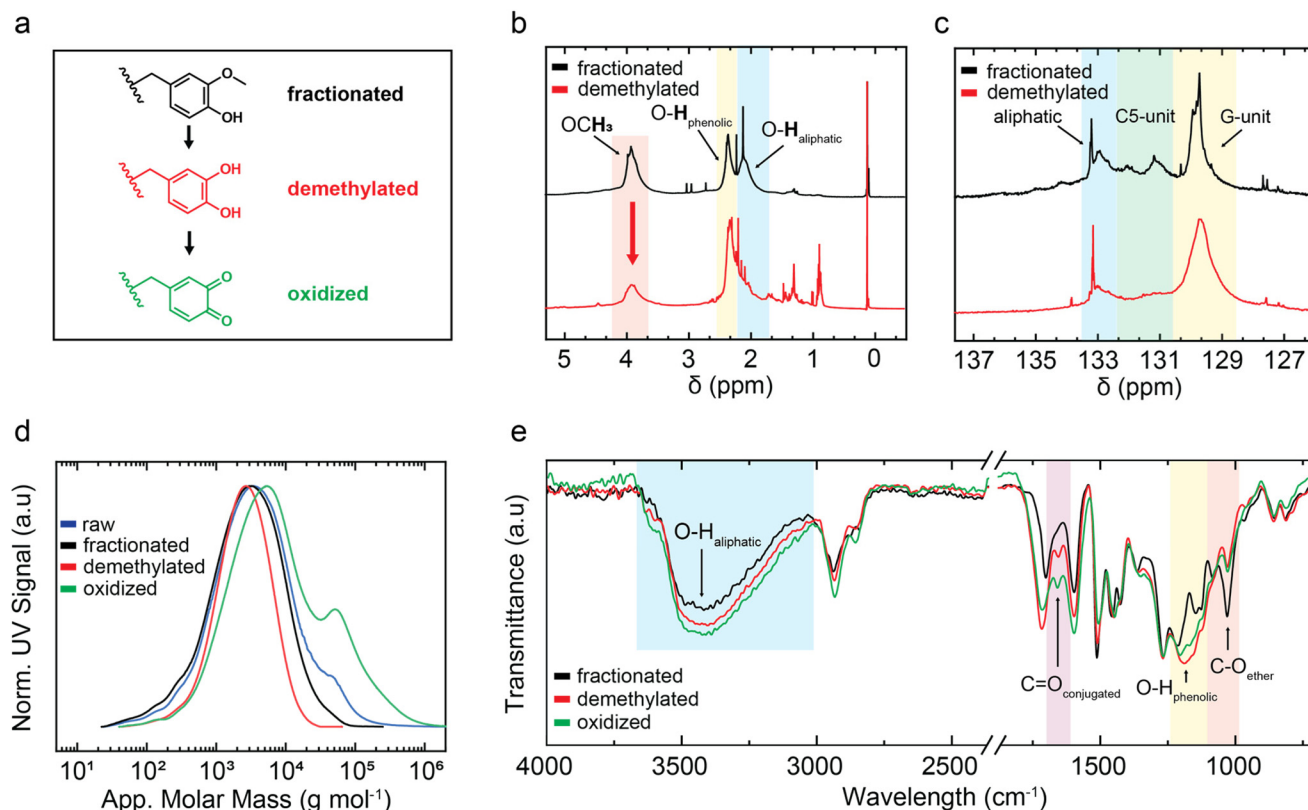 a
OH
O
fractionated
OH
OH
demethylated
O
O
oxidized
b
fractionated
demethylated
OCH₃
O-H phenolic
O-H aliphatic
5 4 3 2 1 0
δ (ppm)
c
fractionated
demethylated
aliphatic
C5-unit
G-unit
137 135 133 131 129 127
δ (ppm)
d
Norm. UV Signal (a.u)
raw
fractionated
demethylated
oxidized
10¹ 10² 10³ 10⁴ 10⁵ 10⁶
App. Molar Mass (g mol⁻¹)
e
Transmittance (a.u)
O-H aliphatic
fractionated
demethylated
oxidized
C=O conjugated
O-H phenolic
C-O ether
4000 3500 3000 2500 1500 1000
Wavelength (cm⁻¹)